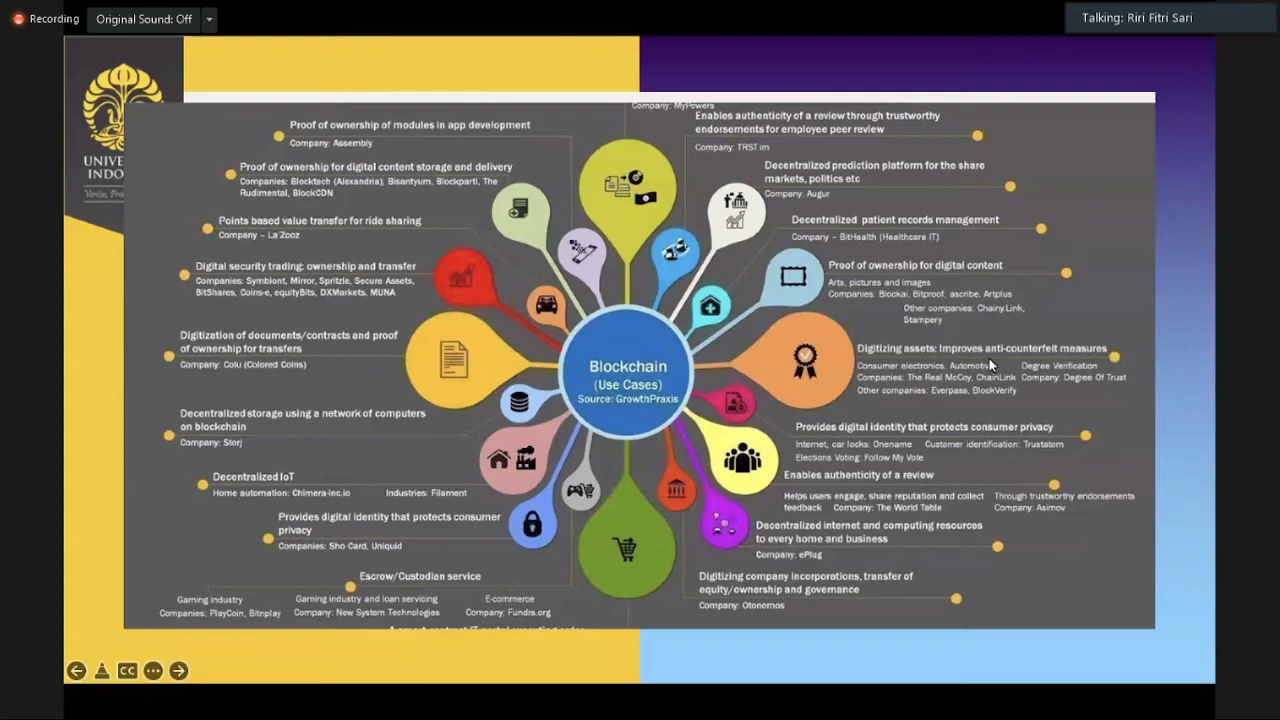 Recording
Original Sound: Off
Talking: Riri Fitri Sari
UNIVER
INDO
Company: MyPowers
Proof of ownership of modules in app development
Company: Assembly
Proof of ownership for digital content storage and delivery
Companies: Blocktech (Alexandria), Bisantyum, Blockparti, The
Rudimental, BlockCDN
Points based value transfer for ride sharing
Company – La'Zooz
Digital security trading: ownership and transfer
Companies: Symbiont, Mirror, Spritzle, Secure Assets,
BitShares, Coins-e, equityBits, DXMarkets, MUNA
Digitization of documents/contracts and proof
of ownership for transfers
Company: Colu (Colored Coins)
Decentralized storage using a network of computers
on blockchain
Company: Storj
Decentralized IoT
Home automation: Chimera-inc.io
Industries: Filament
Provides digital identity that protects consumer
privacy
Companies: Sho Card, Uniquid
Escrow/Custodian service
Gaming industry
Companies: PlayCoin, Bitnplay
Gaming industry and loan servicing
Company: New System Technologies
E-commerce
Company: Fundrs.org
Blockchain
(Use Cases)
Source: GrowthPraxis
Enables authenticity of a review through trustworthy
endorsements for employee peer review
Company: TRST.im
Decentralized prediction platform for the share
markets, politics etc
Company: Augur
Decentralized patient records management
Company – BitHealth (Healthcare IT)
Proof of ownership for digital content
Arts, pictures and images
Companies: Blockai, Bitproof, ascribe, Artplus
Other companies: Chainy.Link,
Stampery
Digitizing assets: Improves anti-counterfeit measures
Consumer electronics, Automotive
Companies: The Real McCoy, ChainLink
Other companies: Everpass, BlockVerify
Degree Verification
Company: Degree Of Trust
Provides digital identity that protects consumer privacy
Internet, car locks: Onename
Customer identification: Trustatom
Elections Voting: Follow My Vote
Enables authenticity of a review
Helps users engage, share reputation and collect
feedback Company: The World Table
Through trustworthy endorsements
Company: Asimov
Decentralized internet and computing resources
to every home and business
Company: ePlug
Digitizing company incorporations, transfer of
equity/ownership and governance
Company: Otonomos
CC